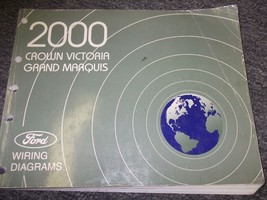 2000
CROWN VICTORIA
GRAND MARQUIS
Ford
WIRING
DIAGRAMS